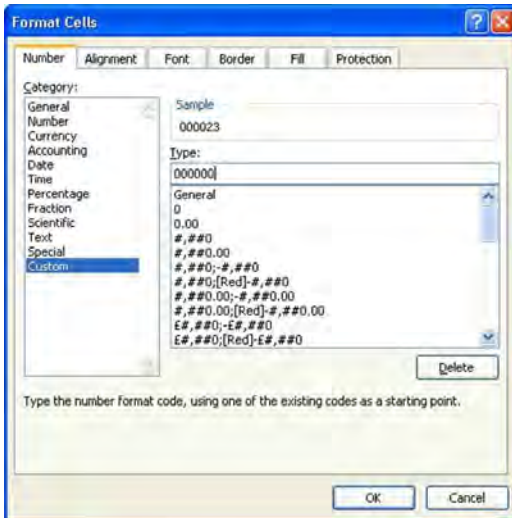 Format Cells
Number Alignment Font Border Fill Protection
Category:
General
Number
Currency
Accounting
Date
Time
Percentage
Fraction
Scientific
Text
Special
Custom
Sample
000023
Type:
000000
General
0
0.00
#,##0
#,##0.00
#,##0;-#,##0
#,##0;[Red]-#,##0
#,##0.00;-#,##0.00
#,##0.00;[Red]-#,##0.00
£#,##0;-£#,##0
£#,##0;[Red]-£#,##0
Delete
Type the number format code, using one of the existing codes as a starting point.
OK Cancel